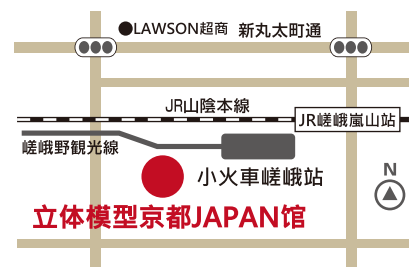 ●LAWSON超商
新丸太町通
JR山陰本線
JR嵯峨嵐山站
嵯峨野観光線
小火車嵯峨站
N
立体模型京都JAPAN馆